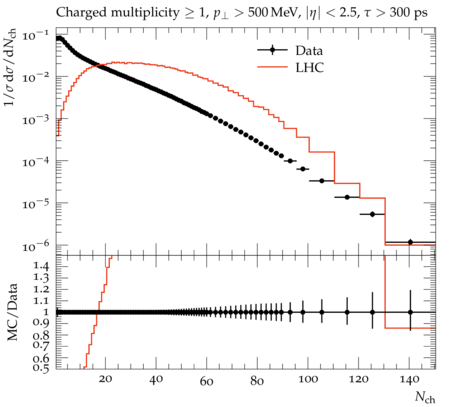 Charged multiplicity ≥ 1, p⊥ > 500 MeV, |η| < 2.5, τ > 300 ps
1/σ dσ/dN_ch
10⁻¹
10⁻²
10⁻³
10⁻⁴
10⁻⁵
10⁻⁶
Data
LHC
MC/Data
1.4
1.3
1.2
1.1
1
0.9
0.8
0.7
0.6
0.5
20 40 60 80 100 120 140
N_ch